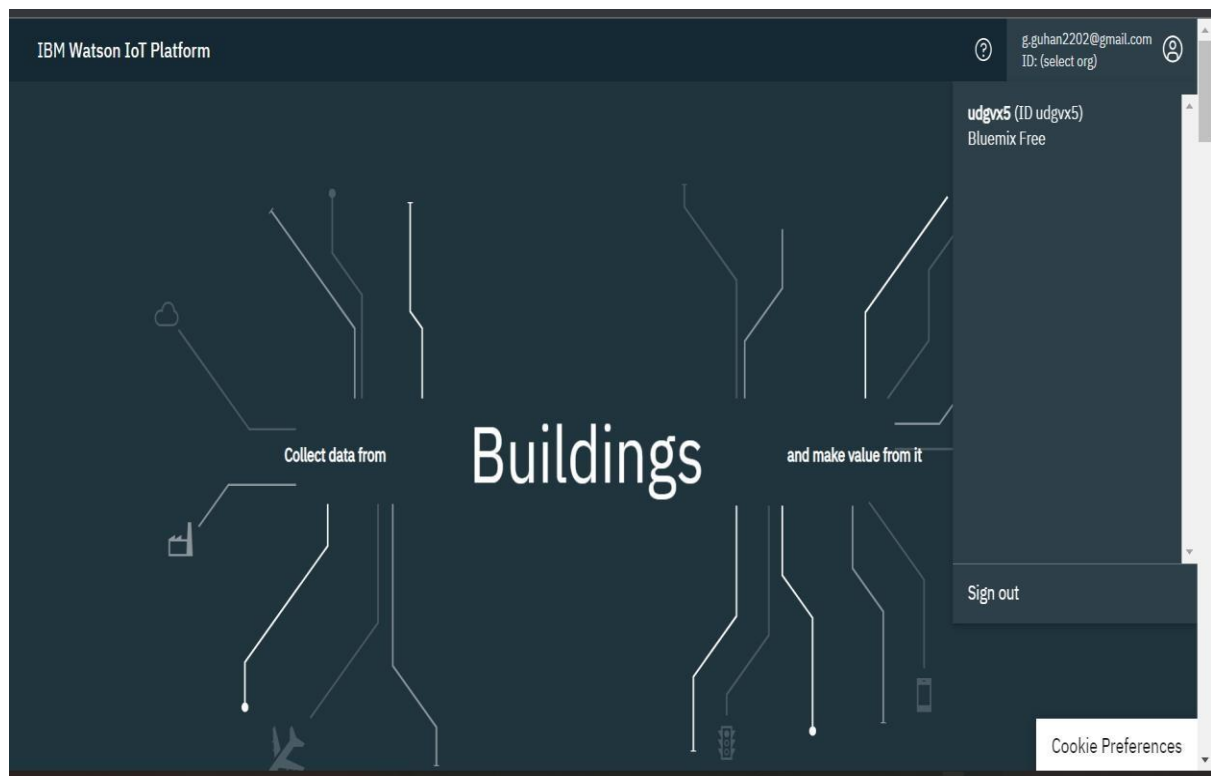 IBM Watson IoT Platform
g.guhan2202@gmail.com
ID: (select org)
udgvx5 (ID udgvx5)
Bluemix Free
Collect data from
Buildings
and make value from it
Sign out
Cookie Preferences